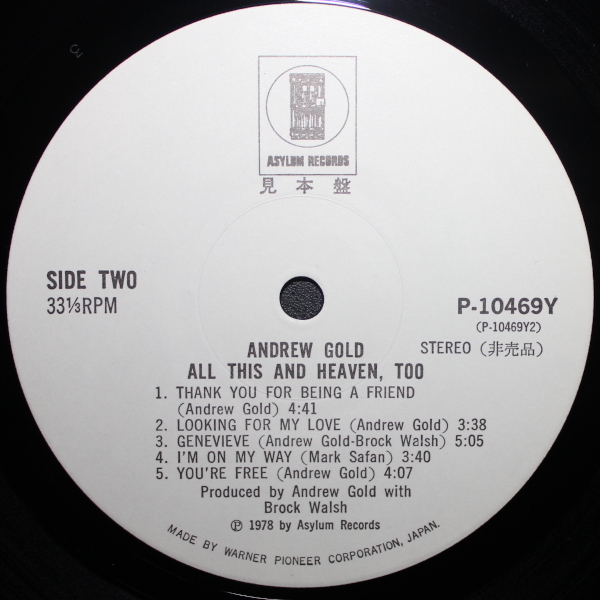 ASYLUM RECORDS
見本盤
SIDE TWO
33⅓RPM
P-10469Y
(P-10469Y2)
STEREO (非売品)
ANDREW GOLD
ALL THIS AND HEAVEN, TOO
1. THANK YOU FOR BEING A FRIEND
(Andrew Gold) 4:41
2. LOOKING FOR MY LOVE (Andrew Gold) 3:38
3. GENEVIEVE (Andrew Gold-Brock Walsh) 5:05
4. I'M ON MY WAY (Mark Safan) 3:40
5. YOU'RE FREE (Andrew Gold) 4:07
Produced by Andrew Gold with
Brock Walsh
℗ 1978 by Asylum Records
MADE BY WARNER PIONEER CORPORATION, JAPAN.